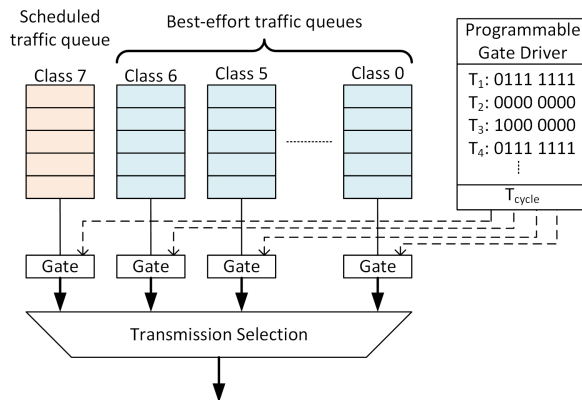 Scheduled
traffic queue
Best-effort traffic queues
Class 7
Class 6
Class 5
Class 0
Programmable
Gate Driver
T₁: 0111 1111
T₂: 0000 0000
T₃: 1000 0000
T₄: 0111 1111
Tcycle
Gate
Gate
Gate
Gate
Transmission Selection